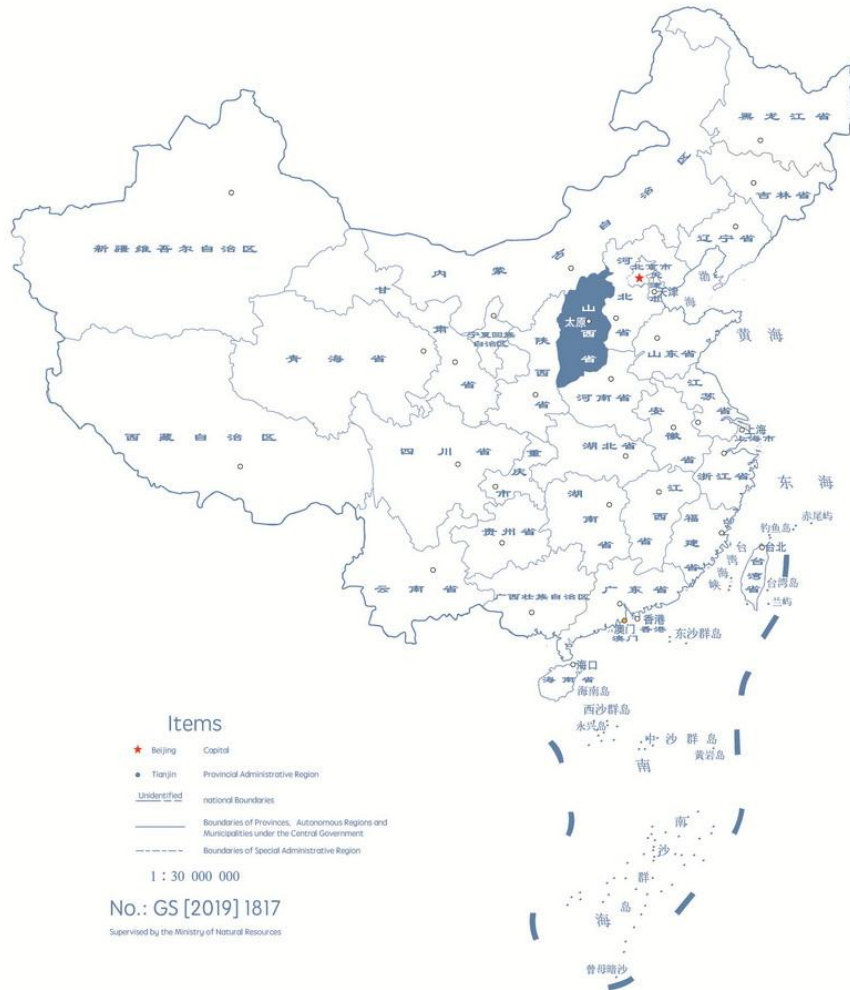 黑龙江省
吉林省
辽宁省
内蒙古自治区
新疆维吾尔自治区
甘肃省
宁夏回族
自治区
青海省
西藏自治区
陕西省
山西省
太原
河北省
北京市
天津
渤海
黄海
山东省
河南省
江苏省
安徽省
上海
上海市
四川省
重庆市
湖北省
浙江省
东海
赤尾屿
钓鱼岛
湖南省
江西省
福建省
贵州省
云南省
广西壮族自治区
广东省
台湾海峡
台北
台湾省
台湾岛
兰屿
香港
香港
澳门
澳门
东沙群岛
海口
海南省
海南岛
西沙群岛
永兴岛
中沙群岛
黄岩岛
南海
南沙群岛
曾母暗沙
Items
Beijing Capital
Tianjin Provincial Administrative Region
Unidentified national Boundaries
Boundaries of Provinces, Autonomous Regions and
Municipalities under the Central Government
Boundaries of Special Administrative Region
1:30 000 000
No.: GS [2019] 1817
Supervised by the Ministry of Natural Resources